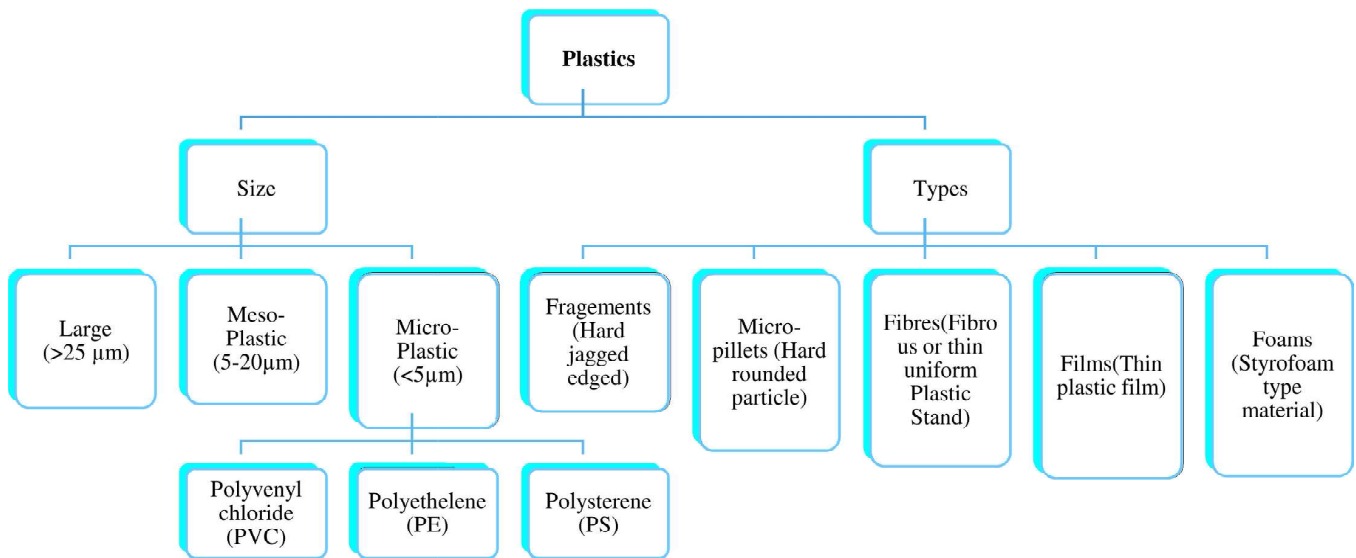 Plastics
Size
Types
Large
(>25 µm)
Meso-
Plastic
(5-20µm)
Micro-
Plastic
(<5µm)
Fragements
(Hard
jagged
edged)
Micro-
pillets (Hard
rounded
particle)
Fibres(Fibro
us or thin
uniform
Plastic
Stand)
Films(Thin
plastic film)
Foams
(Styrofoam
type
material)
Polyvenyl
chloride
(PVC)
Polyethelene
(PE)
Polysterene
(PS)